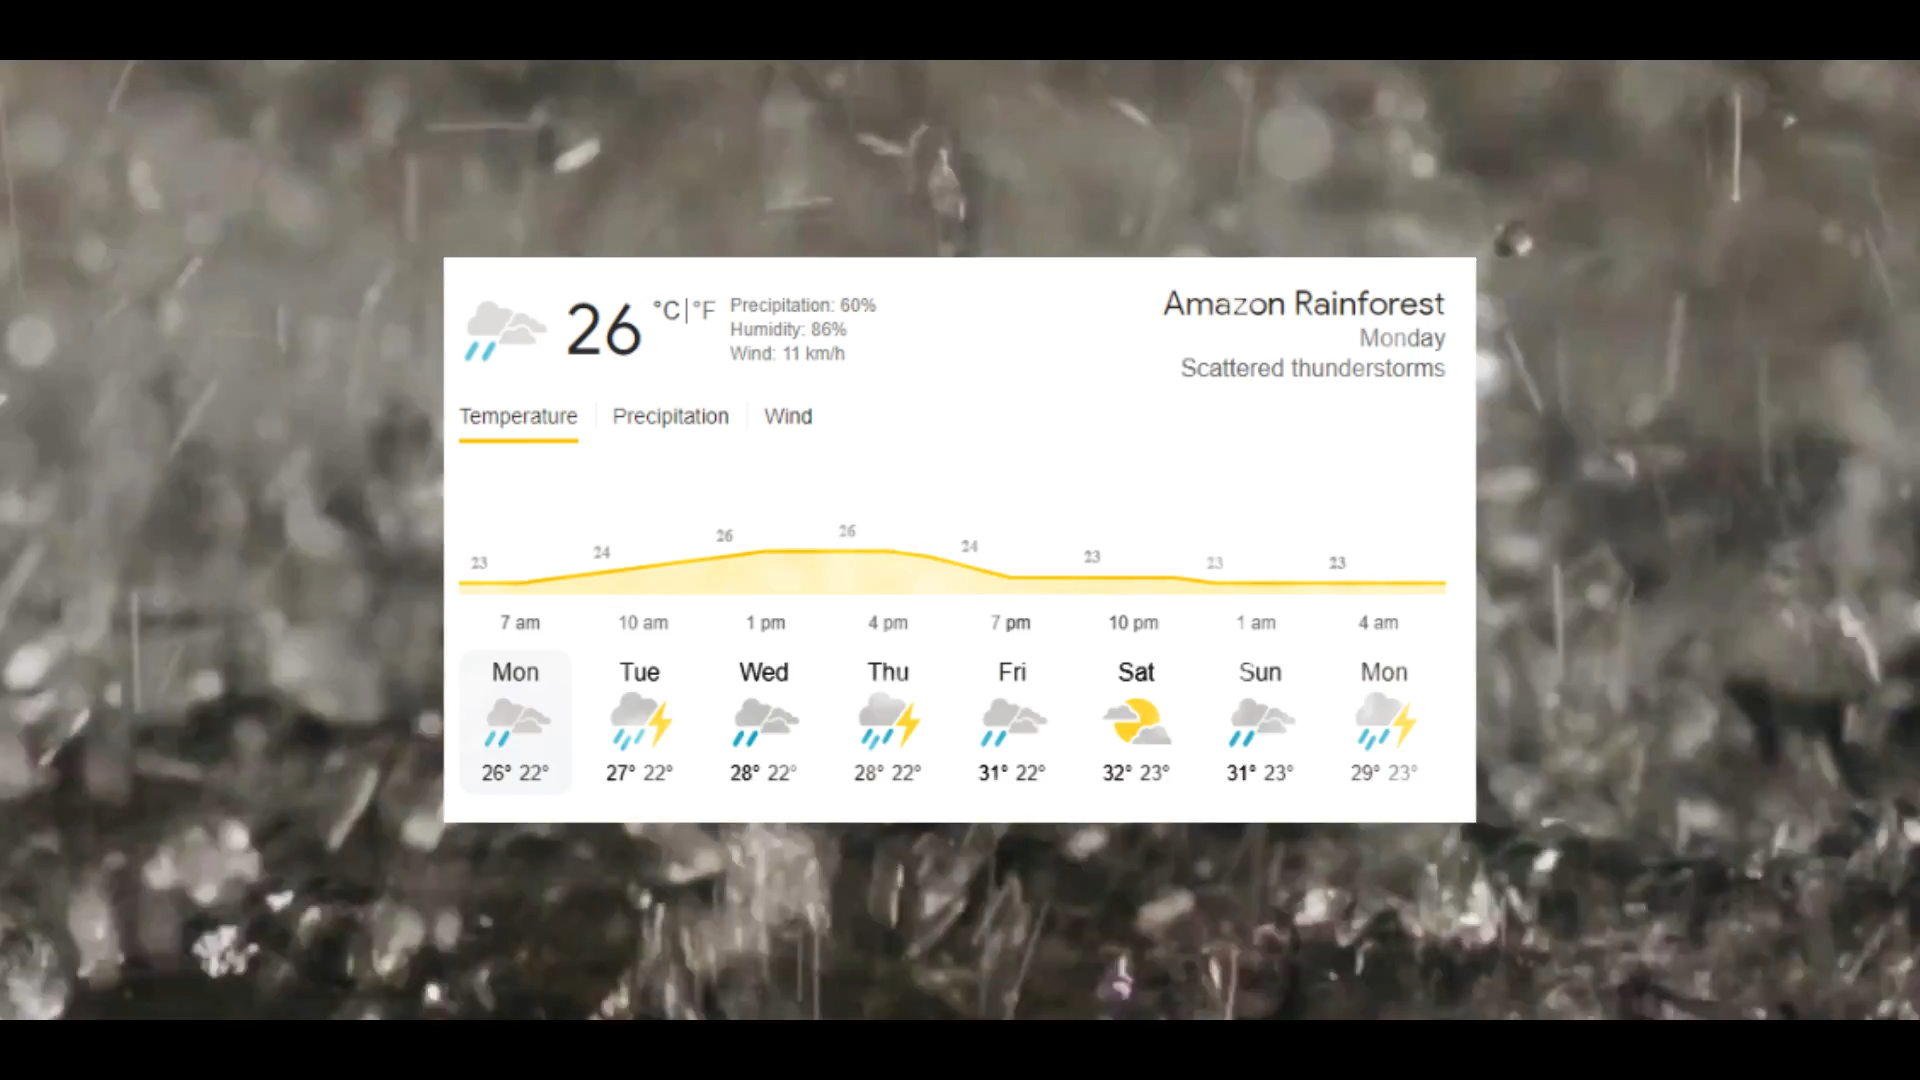 26 °C|°F
Precipitation: 60%
Humidity: 86%
Wind: 11 km/h
Amazon Rainforest
Monday
Scattered thunderstorms
Temperature Precipitation Wind
23 24 26 26 24 23 23 23
7 am 10 am 1 pm 4 pm 7 pm 10 pm 1 am 4 am
Mon Tue Wed Thu Fri Sat Sun Mon
26° 22° 27° 22° 28° 22° 28° 22° 31° 22° 32° 23° 31° 23° 29° 23°